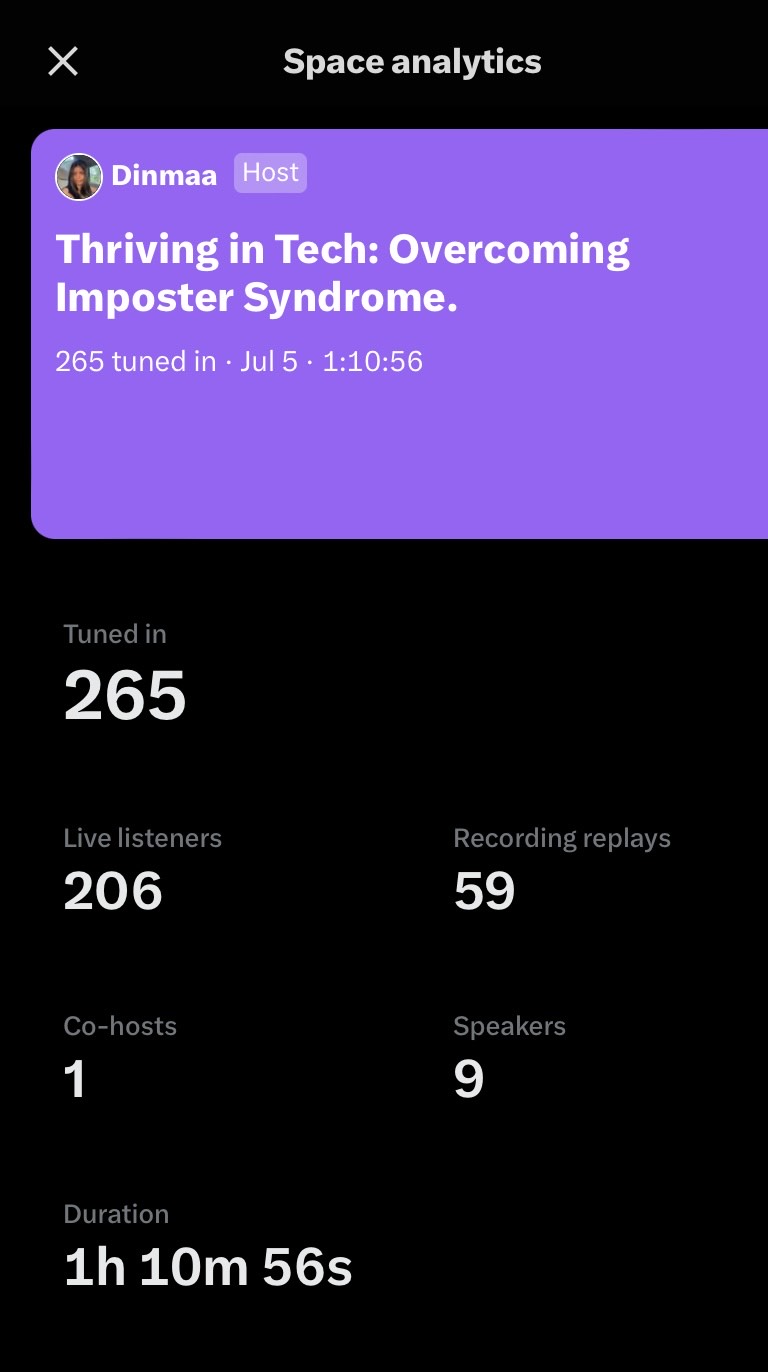 Space analytics
Dinmaa Host
Thriving in Tech: Overcoming
Imposter Syndrome.
265 tuned in · Jul 5 · 1:10:56
Tuned in
265
Live listeners
206
Recording replays
59
Co-hosts
1
Speakers
9
Duration
1h 10m 56s